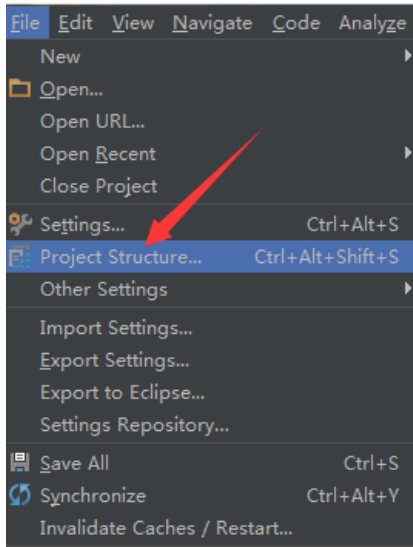 File Edit View Navigate Code Analyze
New
Open...
Open URL...
Open Recent
Close Project
Settings... Ctrl+Alt+S
Project Structure... Ctrl+Alt+Shift+S
Other Settings
Import Settings...
Export Settings...
Export to Eclipse...
Settings Repository...
Save All Ctrl+S
Synchronize Ctrl+Alt+Y
Invalidate Caches / Restart...